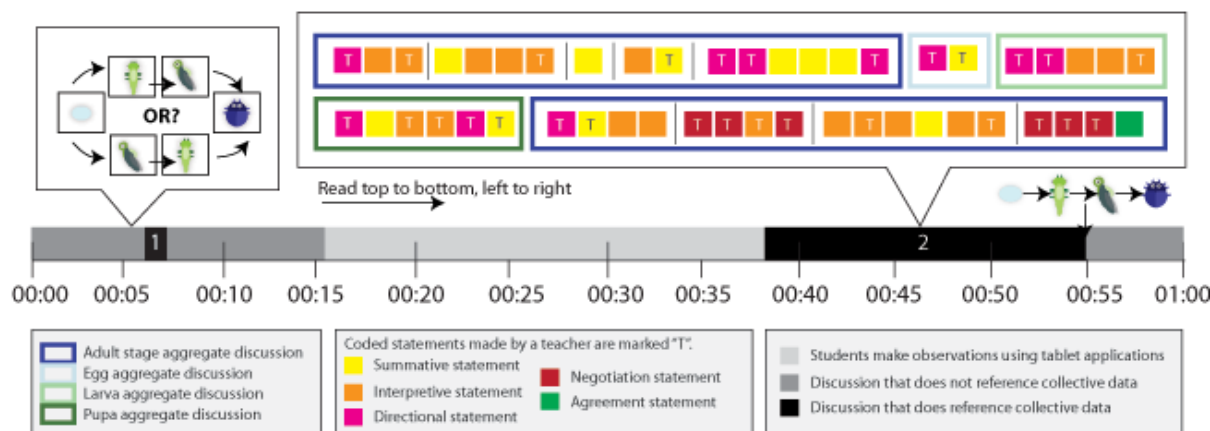 T T T T T T T T T T T T
OR?
T T T T T T T T T T T T T T T T T T
Read top to bottom, left to right
1 2
00:00 00:05 00:10 00:15 00:20 00:25 00:30 00:35 00:40 00:45 00:50 00:55 01:00
Adult stage aggregate discussion
Egg aggregate discussion
Larva aggregate discussion
Pupa aggregate discussion
Coded statements made by a teacher are marked "T".
Summative statement
Interpretive statement
Directional statement
Negotiation statement
Agreement statement
Students make observations using tablet applications
Discussion that does not reference collective data
Discussion that does reference collective data